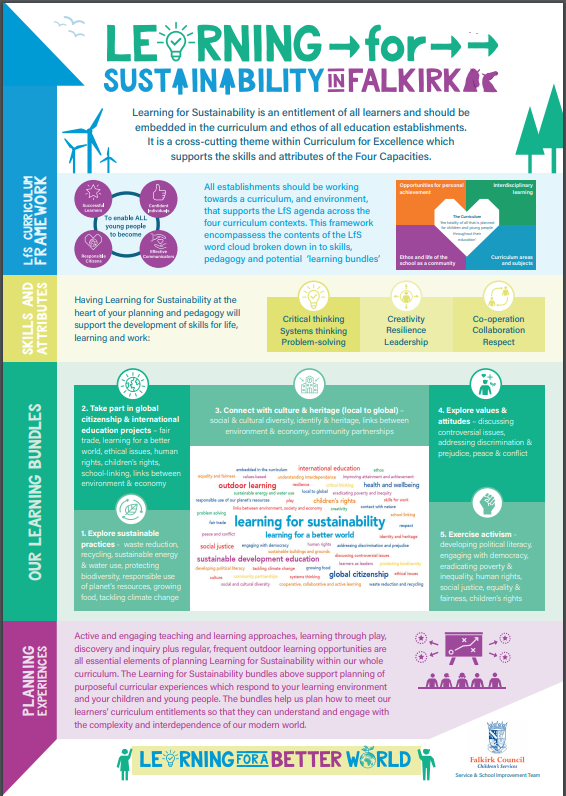 LEARNING for
SUSTAINABILITY IN FALKIRK
Learning for Sustainability is an entitlement of all learners and should be
embedded in the curriculum and ethos of all education establishments.
It is a cross-cutting theme within Curriculum for Excellence which
supports the skills and attributes of the Four Capacities.
LfS CURRICULUM
FRAMEWORK
Successful
Learners
Confident
Individuals
To enable ALL
young people
to become
Responsible
Citizens
Effective
Communicators
All establishments should be working
towards a curriculum, and environment,
that supports the LfS agenda across the
four curriculum contexts. This framework
encompasses the contents of the LfS
word cloud broken down in to skills,
pedagogy and potential 'learning bundles'
Opportunities for personal
achievement
Interdisciplinary
learning
The Curriculum
'the totality of all that is planned
for children and young people
throughout their
education'
Ethos and life of the
school as a community
Curriculum areas
and subjects
SKILLS AND
ATTRIBUTES
Having Learning for Sustainability at the
heart of your planning and pedagogy will
support the development of skills for life,
learning and work:
Critical thinking
Systems thinking
Problem-solving
Creativity
Resilience
Leadership
Co-operation
Collaboration
Respect
OUR LEARNING BUNDLES
2. Take part in global
citizenship & international
education projects - fair
trade, learning for a better
world, ethical issues, human
rights, children's rights,
school-linking, links between
environment & economy
3. Connect with culture & heritage (local to global) -
social & cultural diversity, identify & heritage, links between
environment & economy, community partnerships
4. Explore values &
attitudes - discussing
controversial issues,
addressing discrimination &
prejudice, peace & conflict
1. Explore sustainable
practices - waste reduction,
recycling, sustainable energy
& water use, protecting
biodiversity, responsible use
of planet's resources, growing
food, tackling climate change
5. Exercise activism -
developing political literacy,
engaging with democracy,
eradicating poverty &
inequality, human rights,
social justice, equality &
fairness, children's rights
embedded in the curriculum international education ethos
equality and fairness values understanding interdependence improving attainment and achievement
outdoor learning resilience critical thinking health and wellbeing
sustainable energy and water use local to global eradicating poverty and inequality
responsible use of our planet's resources play-based children's rights skills for work
links between environment, society and economy creativity contact with nature
problem solving school linking
fair trade learning for sustainability respect
peace and conflict learning for a better world identity and heritage
social justice engaging with democracy human rights addressing discrimination and prejudice
sustainable buildings and grounds
sustainable development education discussing controversial issues
learners as leaders protecting biodiversity
developing political literacy tackling climate change growing food
culture community partnerships systems thinking global citizenship ethical issues
social and cultural diversity cooperative, collaborative and active learning waste reduction and recycling
PLANNING
EXPERIENCES
Active and engaging teaching and learning approaches, learning through play,
discovery and inquiry plus regular, frequent outdoor learning opportunities are
all essential elements of planning Learning for Sustainability within our whole
curriculum. The Learning for Sustainability bundles above support planning of
purposeful curricular experiences which respond to your learning environment
and your children and young people. The bundles help us plan how to meet our
learners' curriculum entitlements so that they can understand and engage with
the complexity and interdependence of our modern world.
LEARNING FOR A BETTER WORLD
Falkirk Council
Children's Services
Service & School Improvement Team